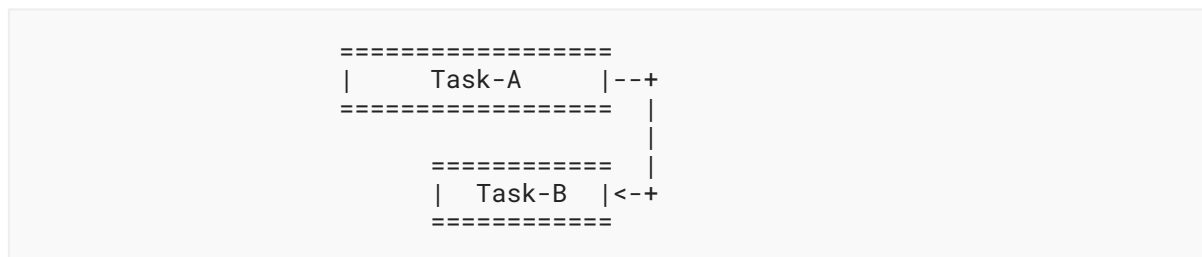 ==================
|     Task-A     |--+
==================  |
                    |
      ============  |
      |  Task-B  |<-+
      ============